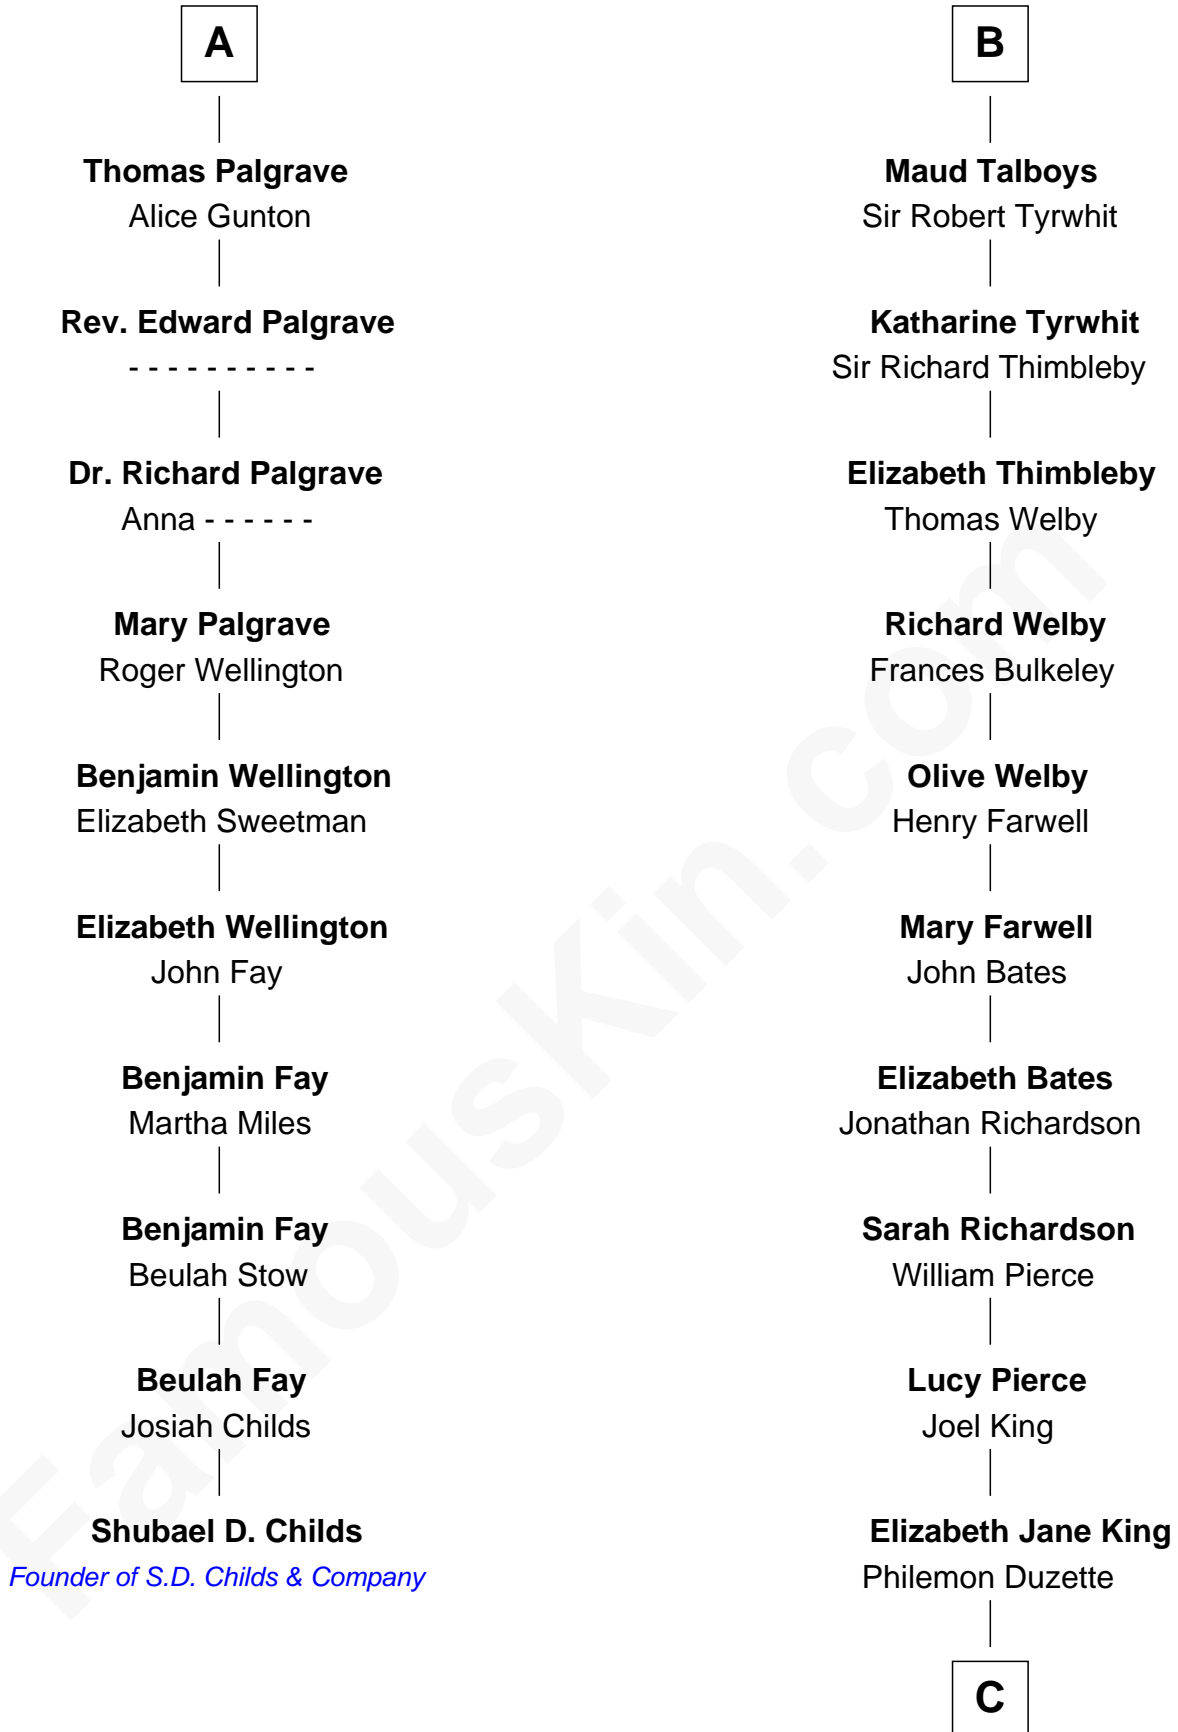 A
Thomas Palgrave
Alice Gunton
Rev. Edward Palgrave
- - - - - - - - - -
Dr. Richard Palgrave
Anna - - - - - -
Mary Palgrave
Roger Wellington
Benjamin Wellington
Elizabeth Sweetman
Elizabeth Wellington
John Fay
Benjamin Fay
Martha Miles
Benjamin Fay
Beulah Stow
Beulah Fay
Josiah Childs
Shubael D. Childs
Founder of S.D. Childs & Company
B
Maud Talboys
Sir Robert Tyrwhit
Katharine Tyrwhit
Sir Richard Thimbleby
Elizabeth Thimbleby
Thomas Welby
Richard Welby
Frances Bulkeley
Olive Welby
Henry Farwell
Mary Farwell
John Bates
Elizabeth Bates
Jonathan Richardson
Sarah Richardson
William Pierce
Lucy Pierce
Joel King
Elizabeth Jane King
Philemon Duzette
C
FamousKin.com